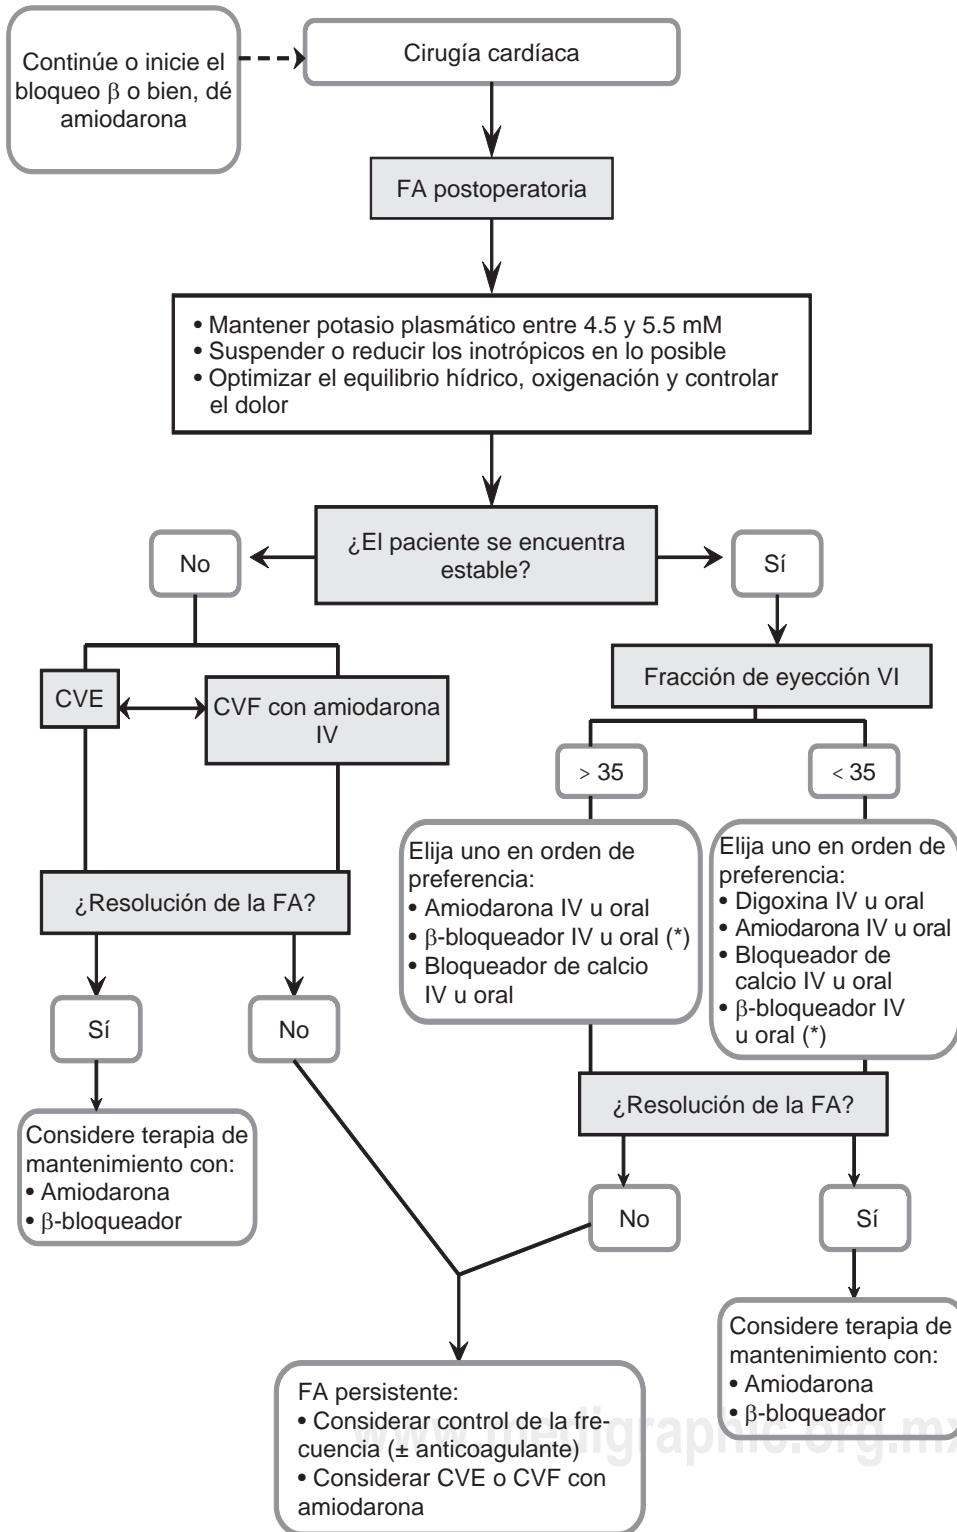 Continúe o inicie el
bloqueo β o bien, dé
amiodarona
Cirugía cardíaca
FA postoperatoria
• Mantener potasio plasmático entre 4.5 y 5.5 mM
• Suspender o reducir los inotrópicos en lo posible
• Optimizar el equilibrio hídrico, oxigenación y controlar
el dolor
¿El paciente se encuentra
estable?
No
Sí
CVE
CVF con amiodarona
IV
Fracción de eyección VI
> 35
< 35
Elija uno en orden de
preferencia:
• Amiodarona IV u oral
• β-bloqueador IV u oral (*)
• Bloqueador de calcio
IV u oral
Elija uno en orden de
preferencia:
• Digoxina IV u oral
• Amiodarona IV u oral
• Bloqueador de
calcio IV u oral
• β-bloqueador IV
u oral (*)
¿Resolución de la FA?
Sí
No
¿Resolución de la FA?
No
Sí
Considere terapia de
mantenimiento con:
• Amiodarona
• β-bloqueador
Considere terapia de
mantenimiento con:
• Amiodarona
• β-bloqueador
FA persistente:
• Considerar control de la fre-
cuencia (± anticoagulante)
• Considerar CVE o CVF con
amiodarona
www.medigraphic.org.mx